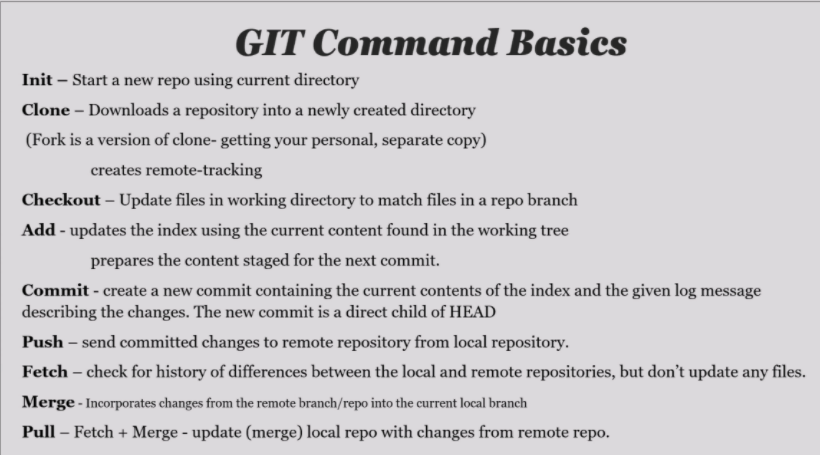 GIT Command Basics
Init – Start a new repo using current directory
Clone – Downloads a repository into a newly created directory
(Fork is a version of clone- getting your personal, separate copy)
creates remote-tracking
Checkout – Update files in working directory to match files in a repo branch
Add - updates the index using the current content found in the working tree
prepares the content staged for the next commit.
Commit - create a new commit containing the current contents of the index and the given log message
describing the changes. The new commit is a direct child of HEAD
Push – send committed changes to remote repository from local repository.
Fetch – check for history of differences between the local and remote repositories, but don’t update any files.
Merge - Incorporates changes from the remote branch/repo into the current local branch
Pull – Fetch + Merge - update (merge) local repo with changes from remote repo.